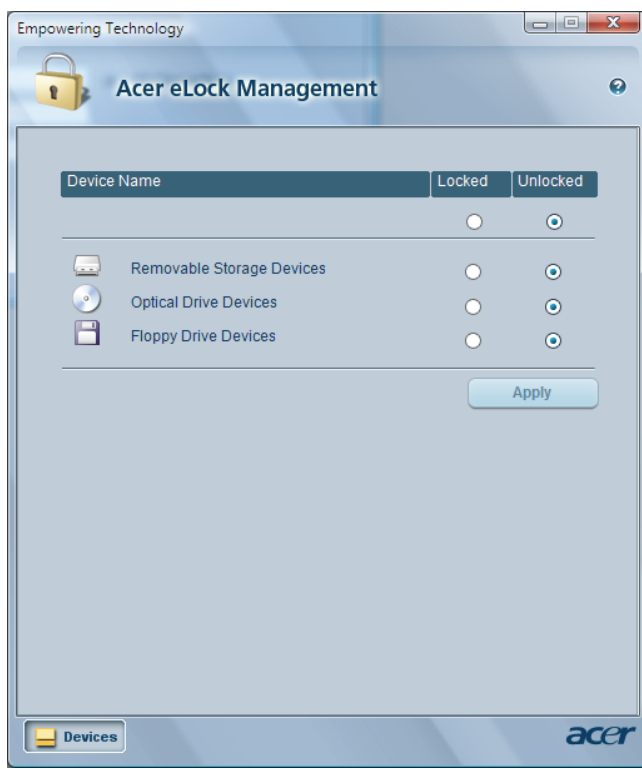 Empowering Technology
Acer eLock Management
Device Name Locked Unlocked
Removable Storage Devices
Optical Drive Devices
Floppy Drive Devices
Apply
Devices
acer